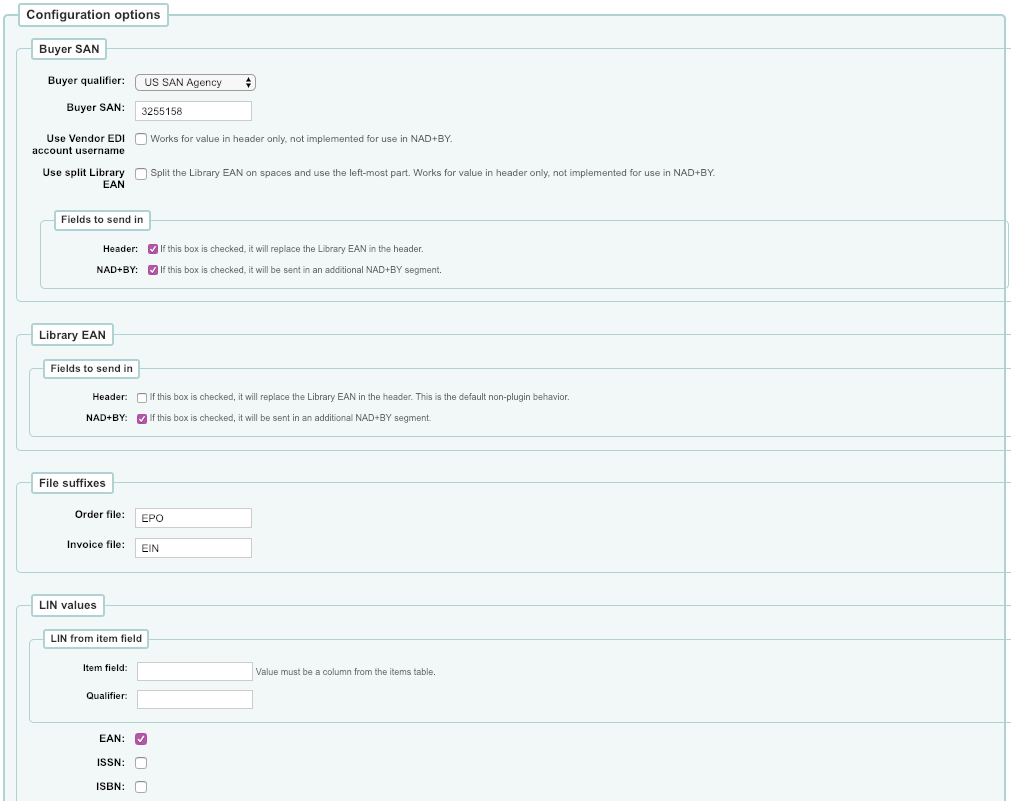 Configuration options
Buyer SAN
Buyer qualifier: US SAN Agency
Buyer SAN: 3255158
Use Vendor EDI Works for value in header only, not implemented for use in NAD+BY.
account username
Use split Library Split the Library EAN on spaces and use the left-most part. Works for value in header only, not implemented for use in NAD+BY.
EAN
Fields to send in
Header: If this box is checked, it will replace the Library EAN in the header.
NAD+BY: If this box is checked, it will be sent in an additional NAD+BY segment.
Library EAN
Fields to send in
Header: If this box is checked, it will replace the Library EAN in the header. This is the default non-plugin behavior.
NAD+BY: If this box is checked, it will be sent in an additional NAD+BY segment.
File suffixes
Order file: EPO
Invoice file: EIN
LIN values
LIN from item field
Item field: Value must be a column from the items table.
Qualifier:
EAN:
ISSN:
ISBN: